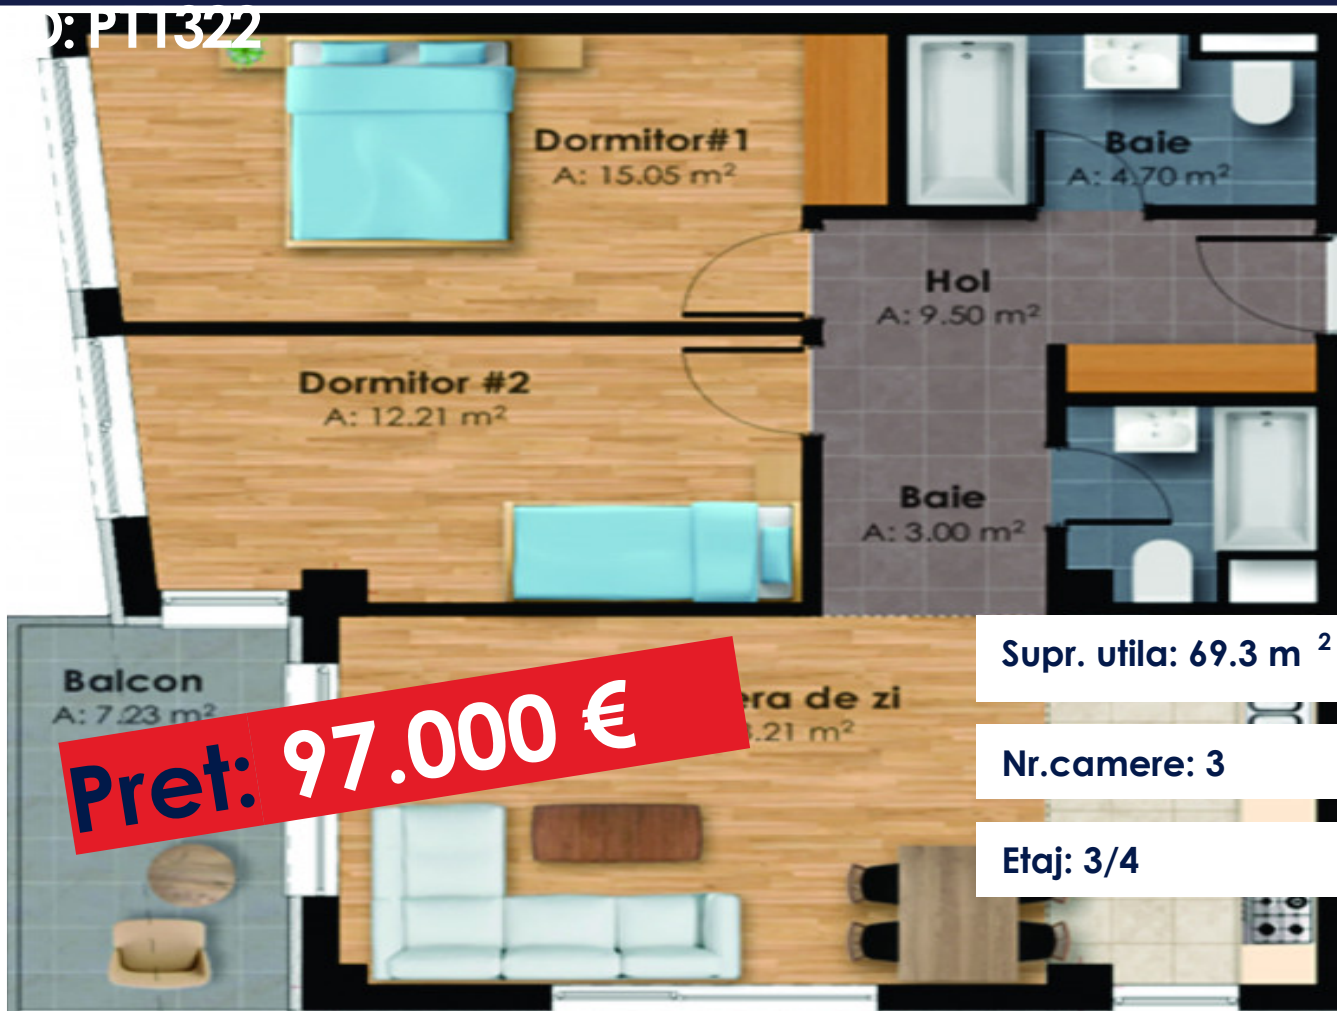 P11322
Dormitor#1
A: 15.05 m²
Baie
A: 4.70 m²
Hol
A: 9.50 m²
Dormitor #2
A: 12.21 m²
Baie
A: 3.00 m²
Balcon
A: 7.23 m²
de zi
.21 m²
Pret: 97.000 €
Supr. utila: 69.3 m ²
Nr.camere: 3
Etaj: 3/4